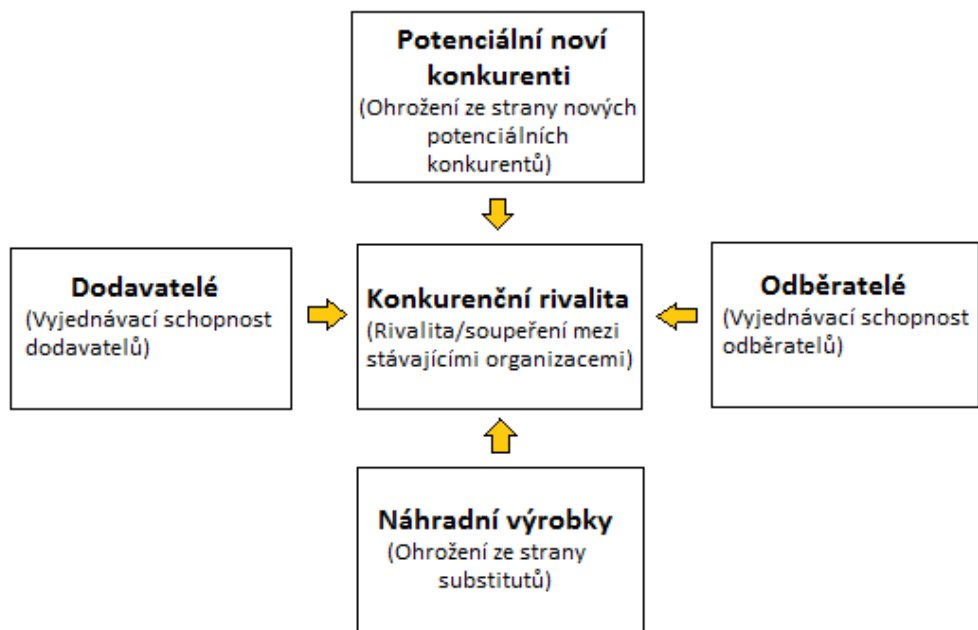 Potenciální noví
konkurenti
(Ohrožení ze strany nových
potenciálních
konkurentů)
Dodavatelé
(Vyjednávací schopnost
dodavatelů)
Konkurenční rivalita
(Rivalita/soupeření mezi
stávajícími organizacemi)
Odběratelé
(Vyjednávací schopnost
odběratelů)
Náhradní výrobky
(Ohrožení ze strany
substitutů)